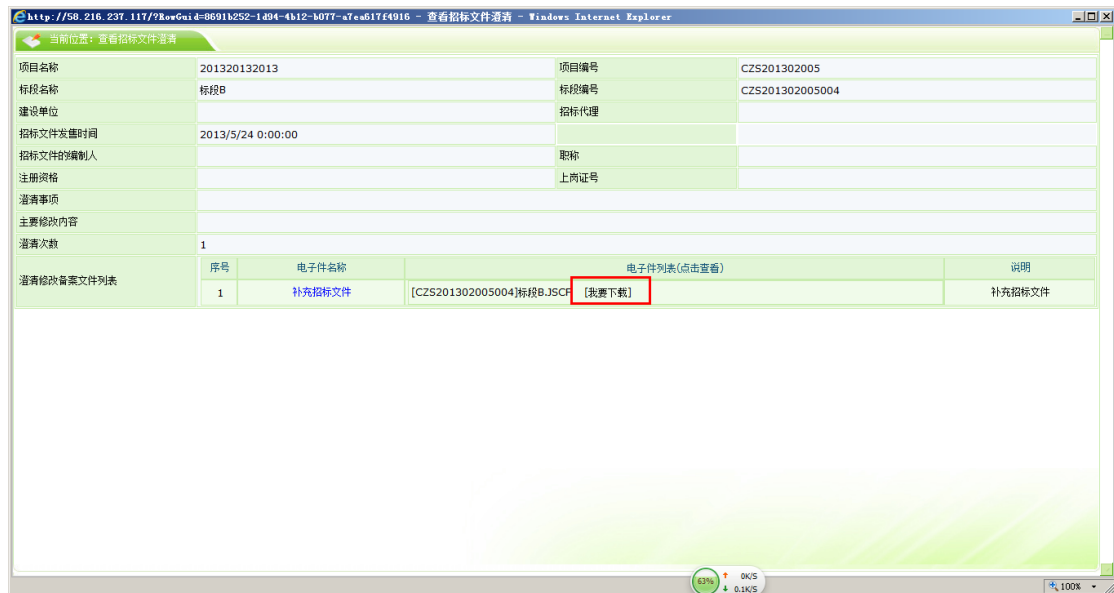 http://58.216.237.117/?RowGuid=8691b252-1d94-4b12-b077-a7ea617f4916 - 查看招标文件澄清 - Windows Internet Explorer
当前位置：查看招标文件澄清
项目名称 201320132013 项目编号 CZS201302005
标段名称 标段B 标段编号 CZS201302005004
建设单位 招标代理
招标文件发售时间 2013/5/24 0:00:00
招标文件的编制人 职称
注册资格 上岗证号
澄清事项
主要修改内容
澄清次数 1
澄清修改备案文件列表
序号 电子件名称 电子件列表(点击查看) 说明
1 补充招标文件 [CZS201302005004]标段B.JSCF [我要下载] 补充招标文件
63% 0K/S
0.1K/S
100%